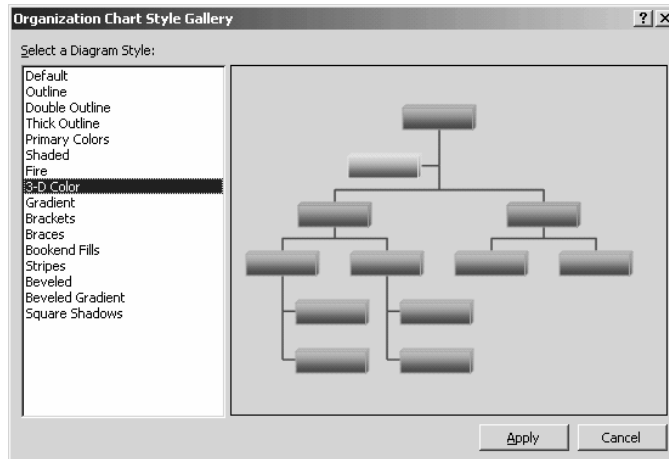 Organization Chart Style Gallery
Select a Diagram Style:
Default
Outline
Double Outline
Thick Outline
Primary Colors
Shaded
Fire
3-D Color
Gradient
Brackets
Braces
Bookend Fills
Stripes
Beveled
Beveled Gradient
Square Shadows
Apply Cancel